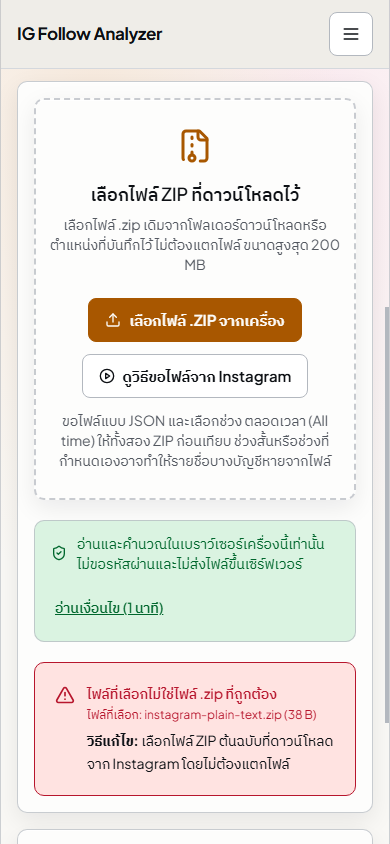 IG Follow Analyzer
เลือกไฟล์ ZIP ที่ดาวน์โหลดไว้
เลือกไฟล์ .zip เดิมจากโฟลเดอร์ดาวน์โหลดหรือ
ตำแหน่งที่บันทึกไว้ ไม่ต้องแตกไฟล์ ขนาดสูงสุด 200
MB
เลือกไฟล์ .ZIP จากเครื่อง
ดูวิธีขอไฟล์จาก Instagram
ขอไฟล์แบบ JSON และเลือกช่วง ตลอดเวลา (All
time) ให้ทั้งสอง ZIP ก่อนเทียบ ช่วงสั้นหรือช่วงที่
กำหนดเองอาจทำให้รายชื่อบางบัญชีหายจากไฟล์
อ่านและคำนวณในเบราว์เซอร์เครื่องนี้เท่านั้น
ไม่ขอรหัสผ่านและไม่ส่งไฟล์ขึ้นเซิร์ฟเวอร์
อ่านเงื่อนไข (1 นาที)
ไฟล์ที่เลือกไม่ใช่ไฟล์ .zip ที่ถูกต้อง
ไฟล์ที่เลือก: instagram-plain-text.zip (38 B)
วิธีแก้ไข: เลือกไฟล์ ZIP ต้นฉบับที่ดาวน์โหลด
จาก Instagram โดยไม่ต้องแตกไฟล์